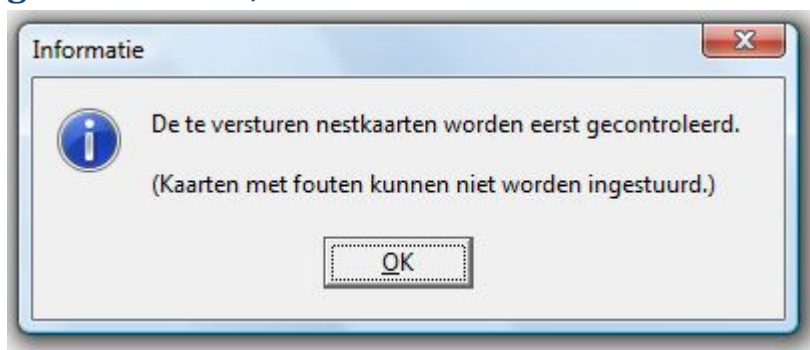 Informatie
De te versturen nestkaarten worden eerst gecontroleerd.
(Kaarten met fouten kunnen niet worden ingestuurd.)
OK